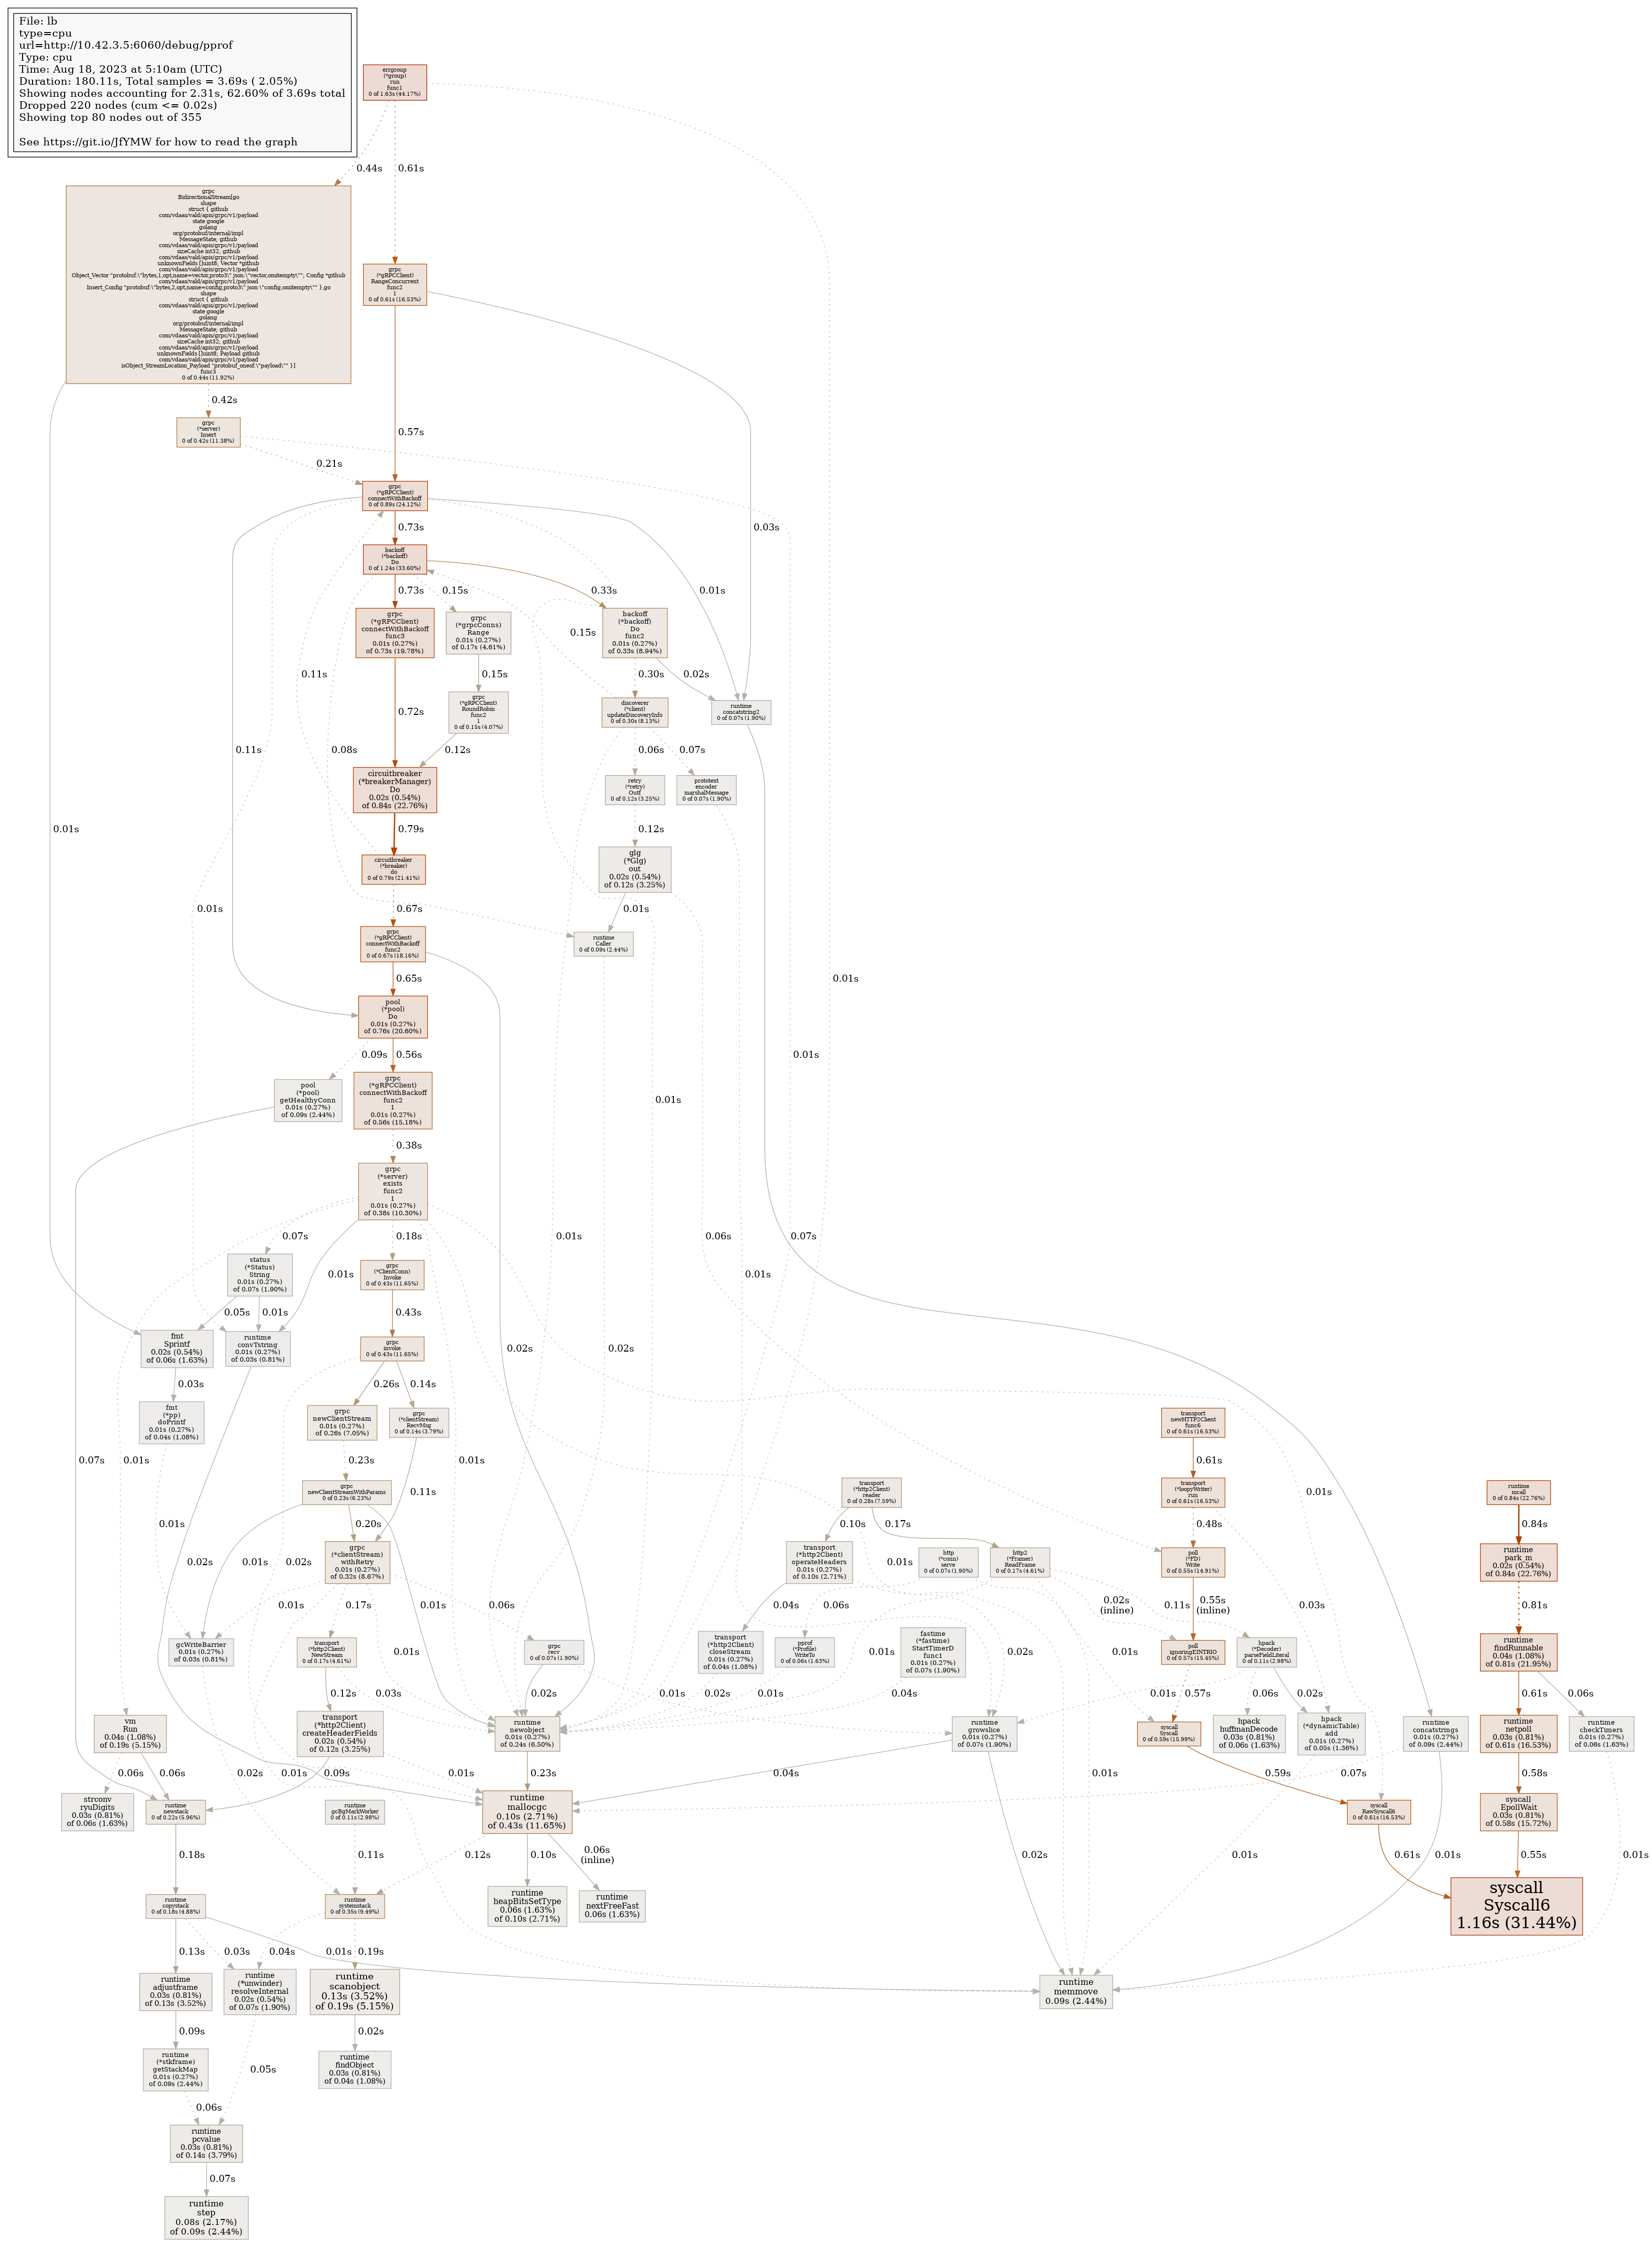 File: lb
type=cpu
url=http://10.42.3.5:6060/debug/pprof
Type: cpu
Time: Aug 18, 2023 at 5:10am (UTC)
Duration: 180.11s, Total samples = 3.69s ( 2.05%)
Showing nodes accounting for 2.31s, 62.60% of 3.69s total
Dropped 220 nodes (cum <= 0.02s)
Showing top 80 nodes out of 355
See https://git.io/JfYMW for how to read the graph
errgroup
(*group)
run
func1
0 of 1.63s (44.17%)
0.44s
0.61s
grpc
BidirectionalStream[go
shape
struct { github
com/vdaas/vald/apis/grpc/v1/payload
state google
golang
org/protobuf/internal/impl
MessageState; github
com/vdaas/vald/apis/grpc/v1/payload
sizeCache int32; github
com/vdaas/vald/apis/grpc/v1/payload
unknownFields []uint8; Vector *github
com/vdaas/vald/apis/grpc/v1/payload
Object_Vector "protobuf:\"bytes,1,opt,name=vector,proto3\" json:\"vector,omitempty\""; Config *github
com/vdaas/vald/apis/grpc/v1/payload
Insert_Config "protobuf:\"bytes,2,opt,name=config,proto3\" json:\"config,omitempty\"" },go
shape
struct { github
com/vdaas/vald/apis/grpc/v1/payload
state google
golang
org/protobuf/internal/impl
MessageState; github
com/vdaas/vald/apis/grpc/v1/payload
sizeCache int32; github
com/vdaas/vald/apis/grpc/v1/payload
unknownFields []uint8; Payload github
com/vdaas/vald/apis/grpc/v1/payload
isObject_StreamLocation_Payload "protobuf_oneof:\"payload\"" }]
func3
0 of 0.44s (11.92%)
grpc
(*gRPCClient)
RangeConcurrent
func2
1
0 of 0.61s (16.53%)
0.42s
grpc
(*server)
Insert
0 of 0.42s (11.38%)
0.57s
0.21s
grpc
(*gRPCClient)
connectWithBackoff
0 of 0.89s (24.12%)
0.73s
0.03s
backoff
(*backoff)
Do
0 of 1.24s (33.60%)
0.73s
0.15s
0.33s
0.01s
grpc
(*gRPCClient)
connectWithBackoff
func3
0.01s (0.27%)
of 0.73s (19.78%)
grpc
(*grpcConns)
Range
0.01s (0.27%)
of 0.17s (4.61%)
backoff
(*backoff)
Do
func2
0.01s (0.27%)
of 0.33s (8.94%)
0.15s
0.11s
0.15s
0.30s
0.02s
grpc
(*gRPCClient)
RoundRobin
func2
1
0 of 0.15s (4.07%)
discoverer
(*client)
updateDiscoveryInfo
0 of 0.30s (8.13%)
runtime
concatstring2
0 of 0.07s (1.90%)
0.72s
0.11s
0.08s
0.12s
0.06s
0.07s
circuitbreaker
(*breakerManager)
Do
0.02s (0.54%)
of 0.84s (22.76%)
retry
(*retry)
Outf
0 of 0.12s (3.25%)
prototext
encoder
marshalMessage
0 of 0.07s (1.90%)
0.01s
0.79s
0.12s
circuitbreaker
(*breaker)
do
0 of 0.79s (21.41%)
glg
(*Glg)
out
0.02s (0.54%)
of 0.12s (3.25%)
0.01s
0.67s
0.01s
grpc
(*gRPCClient)
connectWithBackoff
func2
0 of 0.67s (18.16%)
runtime
Caller
0 of 0.09s (2.44%)
0.65s
0.01s
pool
(*pool)
Do
0.01s (0.27%)
of 0.76s (20.60%)
0.09s
0.56s
0.01s
pool
(*pool)
getHealthyConn
0.01s (0.27%)
of 0.09s (2.44%)
grpc
(*gRPCClient)
connectWithBackoff
func2
1
0.01s (0.27%)
of 0.56s (15.18%)
0.01s
0.38s
grpc
(*server)
exists
func2
1
0.01s (0.27%)
of 0.38s (10.30%)
0.07s
0.18s
0.01s
0.06s
0.07s
status
(*Status)
String
0.01s (0.27%)
of 0.07s (1.90%)
grpc
(*ClientConn)
Invoke
0 of 0.43s (11.65%)
0.01s
0.01s
0.05s
0.01s
0.43s
fmt
Sprintf
0.02s (0.54%)
of 0.06s (1.63%)
runtime
convTstring
0.01s (0.27%)
of 0.03s (0.81%)
grpc
invoke
0 of 0.43s (11.65%)
0.02s
0.02s
0.03s
0.26s
0.14s
fmt
(*pp)
doPrintf
0.01s (0.27%)
of 0.04s (1.08%)
grpc
newClientStream
0.01s (0.27%)
of 0.26s (7.05%)
grpc
(*clientStream)
RecvMsg
0 of 0.14s (3.79%)
transport
newHTTP2Client
func6
0 of 0.61s (16.53%)
0.07s
0.01s
0.23s
0.01s
0.61s
grpc
newClientStreamWithParams
0 of 0.23s (6.23%)
0.11s
transport
(*http2Client)
reader
0 of 0.28s (7.59%)
transport
(*loopyWriter)
run
0 of 0.61s (16.53%)
0.01s
runtime
mcall
0 of 0.84s (22.76%)
0.01s
0.20s
0.10s
0.17s
0.48s
0.84s
grpc
(*clientStream)
withRetry
0.01s (0.27%)
of 0.32s (8.67%)
transport
(*http2Client)
operateHeaders
0.01s (0.27%)
of 0.10s (2.71%)
http
(*conn)
serve
0 of 0.07s (1.90%)
http2
(*Framer)
ReadFrame
0 of 0.17s (4.61%)
poll
(*FD)
Write
0 of 0.55s (14.91%)
runtime
park_m
0.02s (0.54%)
of 0.84s (22.76%)
0.02s
0.01s
0.02s
0.01s
0.01s
0.17s
0.01s
0.06s
0.04s
0.06s
0.02s
(inline)
0.11s
0.55s
(inline)
0.03s
0.81s
gcWriteBarrier
0.01s (0.27%)
of 0.03s (0.81%)
transport
(*http2Client)
NewStream
0 of 0.17s (4.61%)
grpc
recv
0 of 0.07s (1.90%)
transport
(*http2Client)
closeStream
0.01s (0.27%)
of 0.04s (1.08%)
pprof
(*Profile)
WriteTo
0 of 0.06s (1.63%)
fastime
(*fastime)
StartTimerD
func1
0.01s (0.27%)
of 0.07s (1.90%)
poll
ignoringEINTRIO
0 of 0.57s (15.45%)
hpack
(*Decoder)
parseFieldLiteral
0 of 0.11s (2.98%)
runtime
findRunnable
0.04s (1.08%)
of 0.81s (21.95%)
0.01s
0.02s
0.01s
0.12s
0.03s
0.02s
0.01s
0.02s
0.01s
0.04s
0.57s
0.01s
0.06s
0.02s
0.61s
0.06s
vm
Run
0.04s (1.08%)
of 0.19s (5.15%)
transport
(*http2Client)
createHeaderFields
0.02s (0.54%)
of 0.12s (3.25%)
runtime
newobject
0.01s (0.27%)
of 0.24s (6.50%)
runtime
growslice
0.01s (0.27%)
of 0.07s (1.90%)
syscall
Syscall
0 of 0.59s (15.99%)
hpack
huffmanDecode
0.03s (0.81%)
of 0.06s (1.63%)
hpack
(*dynamicTable)
add
0.01s (0.27%)
of 0.05s (1.36%)
runtime
concatstrings
0.01s (0.27%)
of 0.09s (2.44%)
runtime
netpoll
0.03s (0.81%)
of 0.61s (16.53%)
runtime
checkTimers
0.01s (0.27%)
of 0.06s (1.63%)
0.06s
0.06s
0.02s
0.01s
0.09s
0.01s
0.23s
0.04s
0.01s
0.59s
0.07s
0.58s
strconv
ryuDigits
0.03s (0.81%)
of 0.06s (1.63%)
runtime
newstack
0 of 0.22s (5.96%)
runtime
gcBgMarkWorker
0 of 0.11s (2.98%)
runtime
mallocgc
0.10s (2.71%)
of 0.43s (11.65%)
syscall
RawSyscall6
0 of 0.61s (16.53%)
syscall
EpollWait
0.03s (0.81%)
of 0.58s (15.72%)
0.18s
0.11s
0.12s
0.10s
0.06s
(inline)
0.02s
0.01s
0.61s
0.01s
0.55s
0.01s
runtime
copystack
0 of 0.18s (4.88%)
runtime
systemstack
0 of 0.35s (9.49%)
runtime
heapBitsSetType
0.06s (1.63%)
of 0.10s (2.71%)
runtime
nextFreeFast
0.06s (1.63%)
syscall
Syscall6
1.16s (31.44%)
0.13s
0.03s
0.04s
0.01s
0.19s
runtime
adjustframe
0.03s (0.81%)
of 0.13s (3.52%)
runtime
(*unwinder)
resolveInternal
0.02s (0.54%)
of 0.07s (1.90%)
runtime
scanobject
0.13s (3.52%)
of 0.19s (5.15%)
runtime
memmove
0.09s (2.44%)
0.09s
0.02s
runtime
(*stkframe)
getStackMap
0.01s (0.27%)
of 0.09s (2.44%)
0.05s
runtime
findObject
0.03s (0.81%)
of 0.04s (1.08%)
0.06s
runtime
pcvalue
0.03s (0.81%)
of 0.14s (3.79%)
0.07s
runtime
step
0.08s (2.17%)
of 0.09s (2.44%)